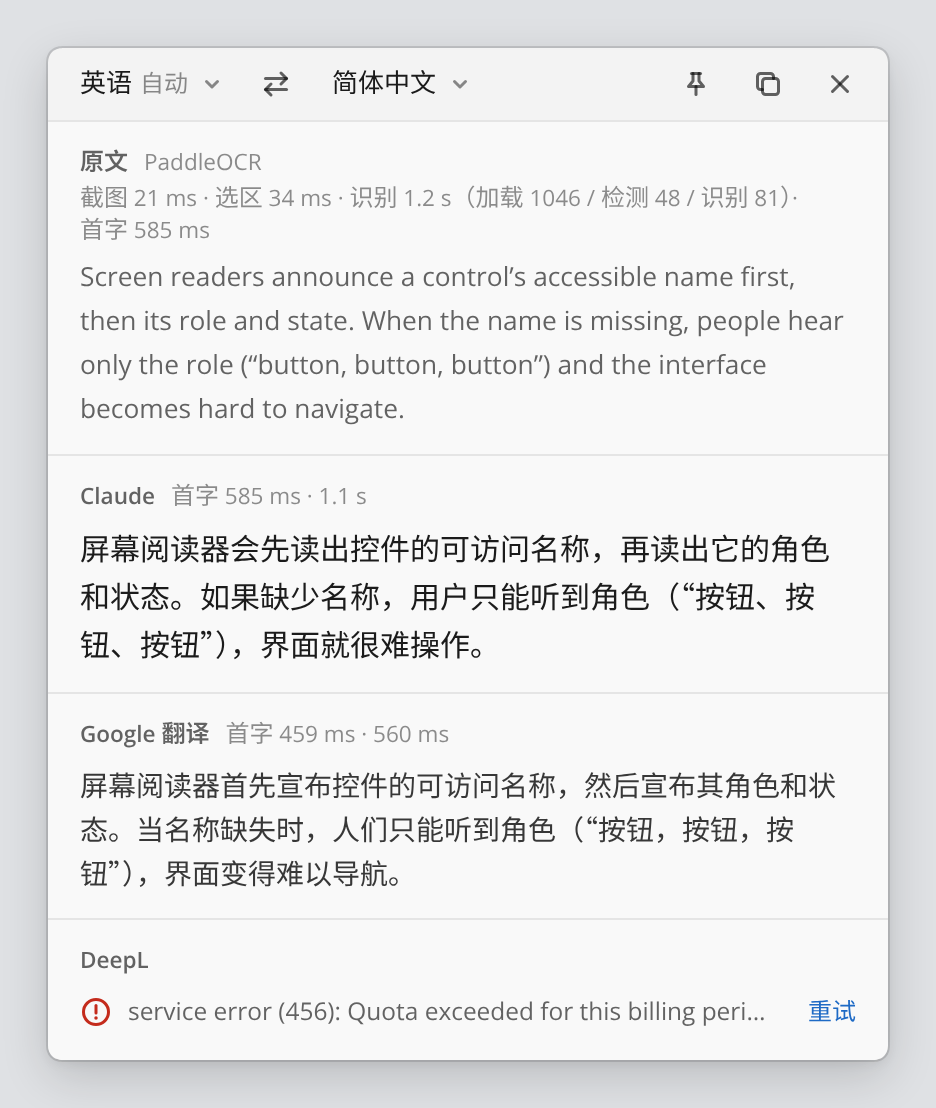 英语 自动 简体中文
原文 PaddleOCR
截图 21 ms · 选区 34 ms · 识别 1.2 s（加载 1046 / 检测 48 / 识别 81）·
首字 585 ms
Screen readers announce a control’s accessible name first,
then its role and state. When the name is missing, people hear
only the role (“button, button, button”) and the interface
becomes hard to navigate.
Claude 首字 585 ms · 1.1 s
屏幕阅读器会先读出控件的可访问名称，再读出它的角色
和状态。如果缺少名称，用户只能听到角色（“按钮、按
钮、按钮”），界面就很难操作。
Google 翻译 首字 459 ms · 560 ms
屏幕阅读器首先宣布控件的可访问名称，然后宣布其角色和状
态。当名称缺失时，人们只能听到角色（“按钮，按钮，按
钮”），界面变得难以导航。
DeepL
service error (456): Quota exceeded for this billing peri... 重试